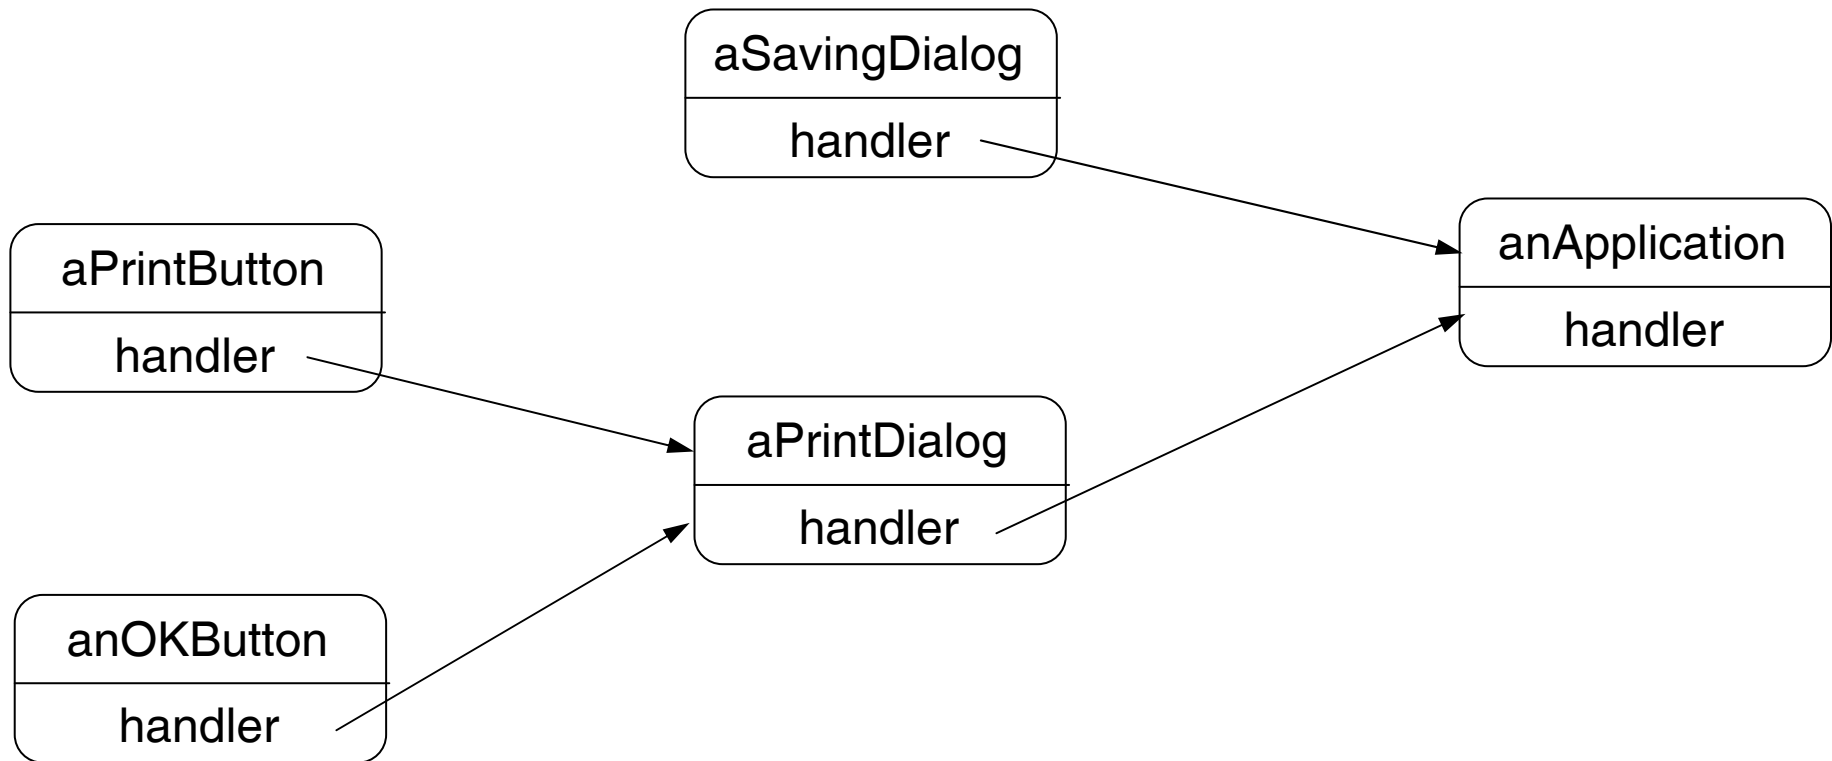 aSavingDialog
handler
anApplication
handler
aPrintButton
handler
aPrintDialog
handler
anOKButton
handler